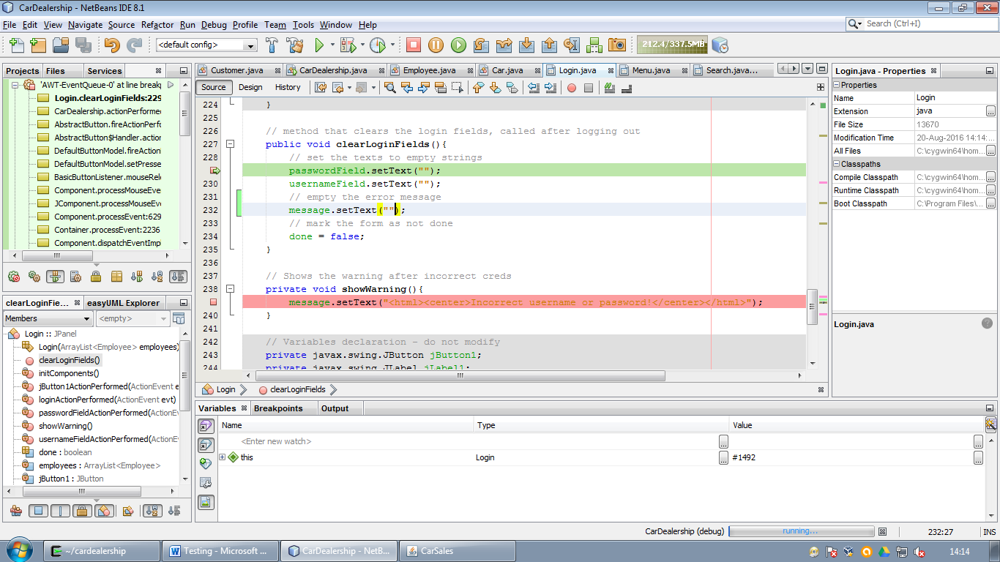 CarDealership - NetBeans IDE 8.1
File Edit View Navigate Source Refactor Run Debug Profile Team Tools Window Help
Search (Ctrl+I)
<default config>
212.4/337.5MB
Projects Files Services
'AWT-EventQueue-0' at line breakp
Login.clearLoginFields:229
CarDealership.actionPerformed
AbstractButton.fireActionPerfo
AbstractButton$Handler.action
DefaultButtonModel.fireAction
DefaultButtonModel.setPresse
BasicButtonListener.mouseRele
Component.processMouseEve
JComponent.processMouseEv
Component.processEvent:629
Container.processEvent:2236
Component.dispatchEventImp
clearLoginFie... easyUML Explorer
Members <empty>
Login :: JPanel
Login(ArrayList<Employee> employees)
clearLoginFields()
initComponents()
jButton1ActionPerformed(ActionEvent e
loginActionPerformed(ActionEvent evt)
passwordFieldActionPerformed(ActionE
showWarning()
usernameFieldActionPerformed(ActionE
done : boolean
employees : ArrayList<Employee>
jButton1 : JButton
Customer.java CarDealership.java Employee.java Car.java Login.java Menu.java Search.java...
Source Design History
224 }
225
226 // method that clears the login fields, called after logging out
227 public void clearLoginFields(){
228 // set the texts to empty strings
passwordField.setText("");
230 usernameField.setText("");
231 // empty the error message
232 message.setText("");
233 // mark the form as not done
234 done = false;
235 }
236
237 // Shows the warning after incorrect creds
238 private void showWarning(){
message.setText("<html><center>Incorrect username or password!</center></html>");
240 }
241
242 // Variables declaration - do not modify
243 private javax.swing.JButton jButton1;
244 private javax.swing.JLabel jLabel1;
Login clearLoginFields
Login.java - Properties
Properties
Name Login
Extension java
File Size 13670
Modification Time 20-Aug-2016 14:14:...
All Files C:\cygwin64\hom...
Classpaths
Compile Classpath C:\cygwin64\hom...
Runtime Classpath C:\cygwin64\hom...
Boot Classpath C:\Program Files\...
Login.java
Variables Breakpoints Output
Name Type Value
<Enter new watch>
this Login #1492
CarDealership (debug) running... 232:27 INS
~/cardealership Testing - Microsoft ... CarDealership - NetB... CarSales 14:14